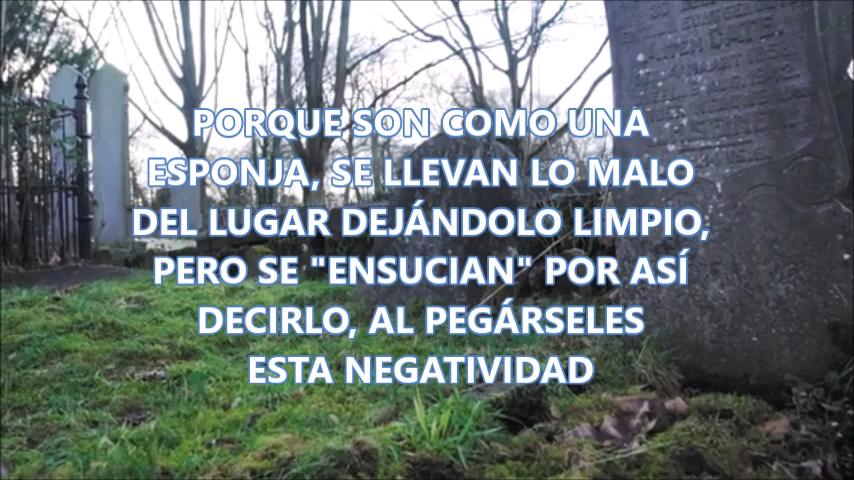 PORQUE SON COMO UNA
ESPONJA, SE LLEVAN LO MALO
DEL LUGAR DEJÁNDOLO LIMPIO,
PERO SE "ENSUCIAN" POR ASÍ
DECIRLO, AL PEGÁRSELES
ESTA NEGATIVIDAD